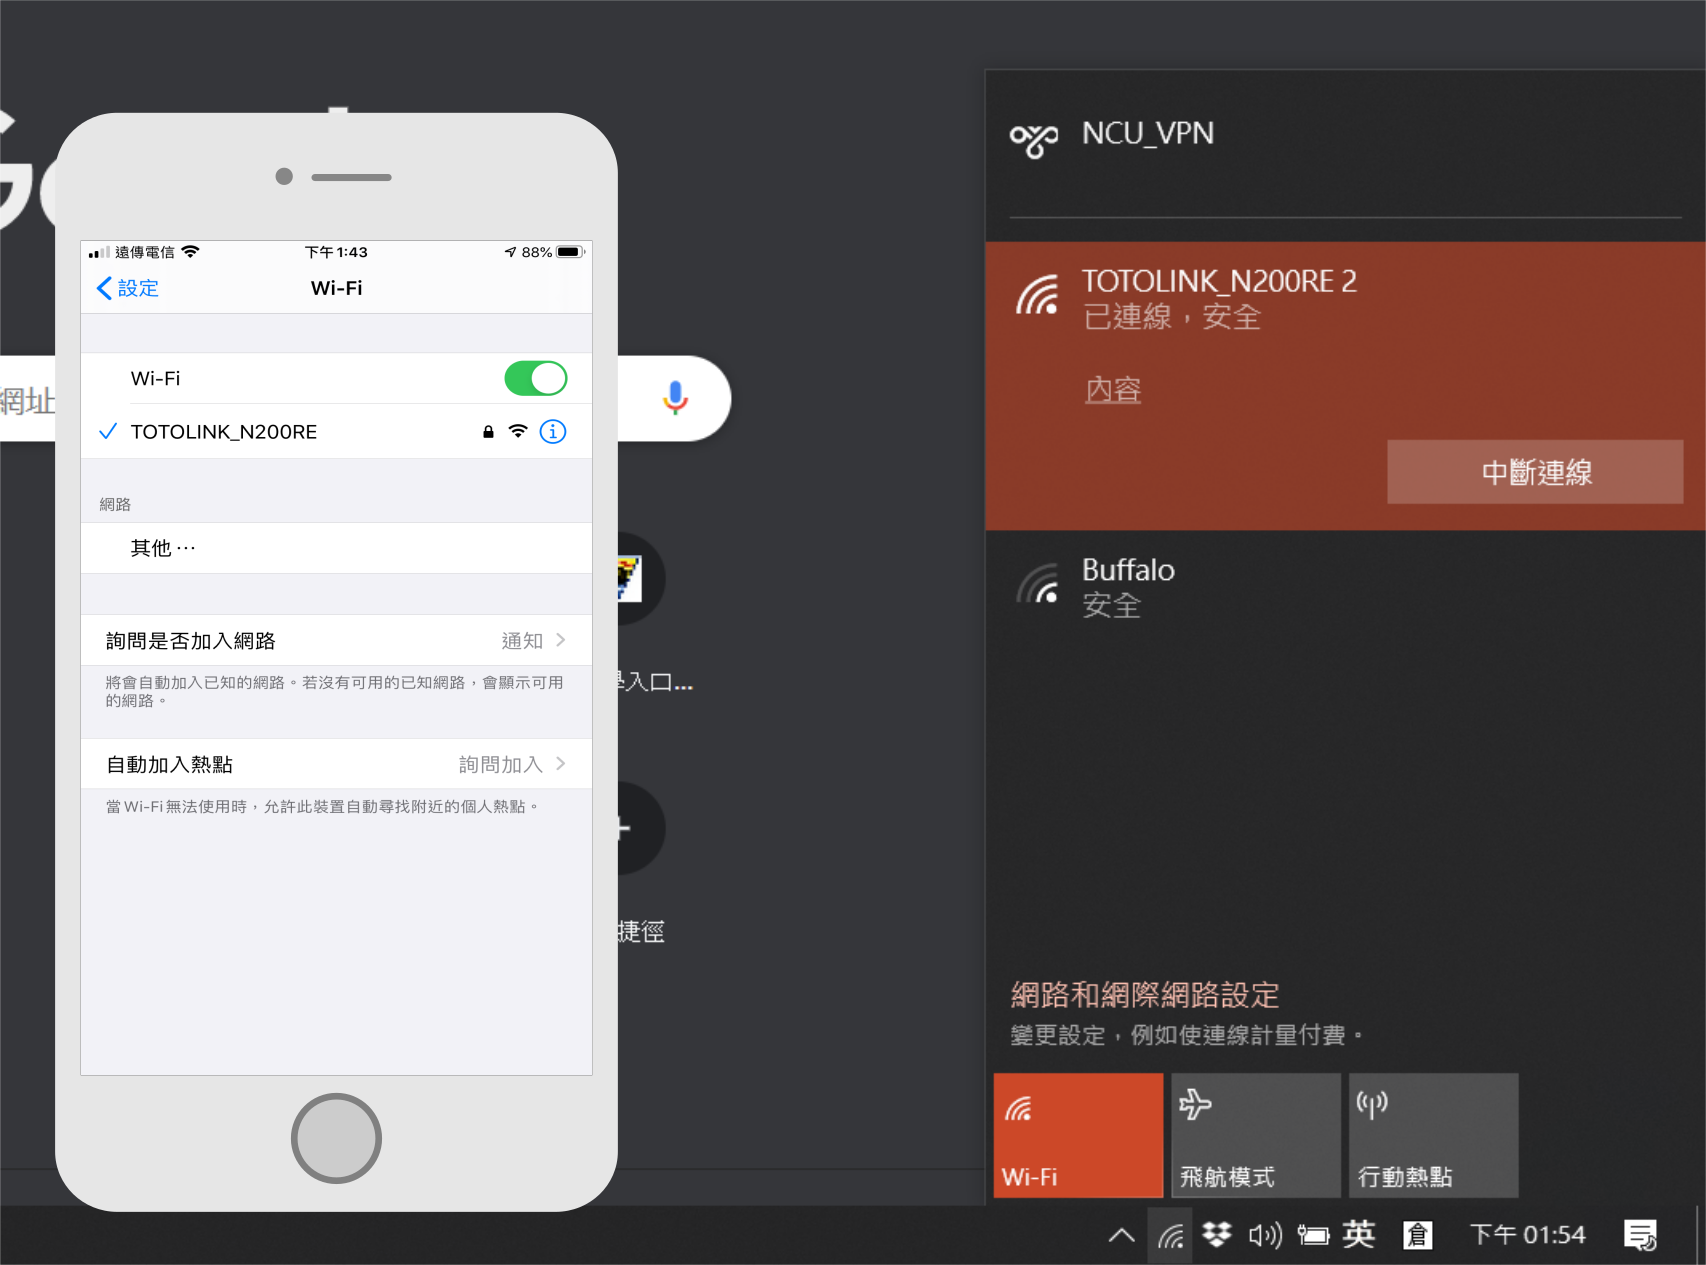 遠傳電信
下午 1:43
88%
設定
Wi-Fi
Wi-Fi
TOTOLINK_N200RE
網路
其他 ⋯
詢問是否加入網路
通知
將會自動加入已知的網路。若沒有可用的已知網路，會顯示可用
的網路。
自動加入熱點
詢問加入
當 Wi-Fi 無法使用時，允許此裝置自動尋找附近的個人熱點。
網址
入口...
捷徑
NCU_VPN
TOTOLINK_N200RE 2
已連線，安全
內容
中斷連線
Buffalo
安全
網路和網際網路設定
變更設定，例如使連線計量付費。
Wi-Fi
飛航模式
行動熱點
英
倉
下午 01:54